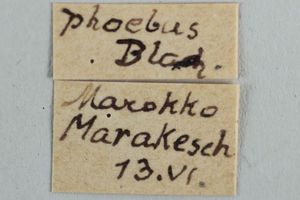 phoebus
. Blach.
Marokko
Marakesch
13.VI.